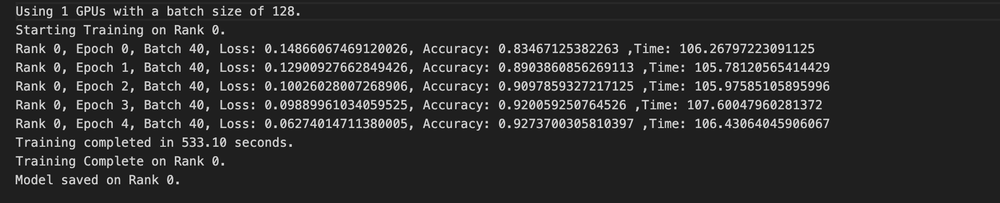 Using 1 GPUs with a batch size of 128.
Starting Training on Rank 0.
Rank 0, Epoch 0, Batch 40, Loss: 0.14866067469120026, Accuracy: 0.83467125382263 ,Time: 106.26797223091125
Rank 0, Epoch 1, Batch 40, Loss: 0.12900927662849426, Accuracy: 0.8903860856269113 ,Time: 105.78120565414429
Rank 0, Epoch 2, Batch 40, Loss: 0.10026028007268906, Accuracy: 0.9097859327217125 ,Time: 105.97585105895996
Rank 0, Epoch 3, Batch 40, Loss: 0.09889961034059525, Accuracy: 0.920059250764526 ,Time: 107.60047960281372
Rank 0, Epoch 4, Batch 40, Loss: 0.06274014711380005, Accuracy: 0.9273700305810397 ,Time: 106.43064045906067
Training completed in 533.10 seconds.
Training Complete on Rank 0.
Model saved on Rank 0.